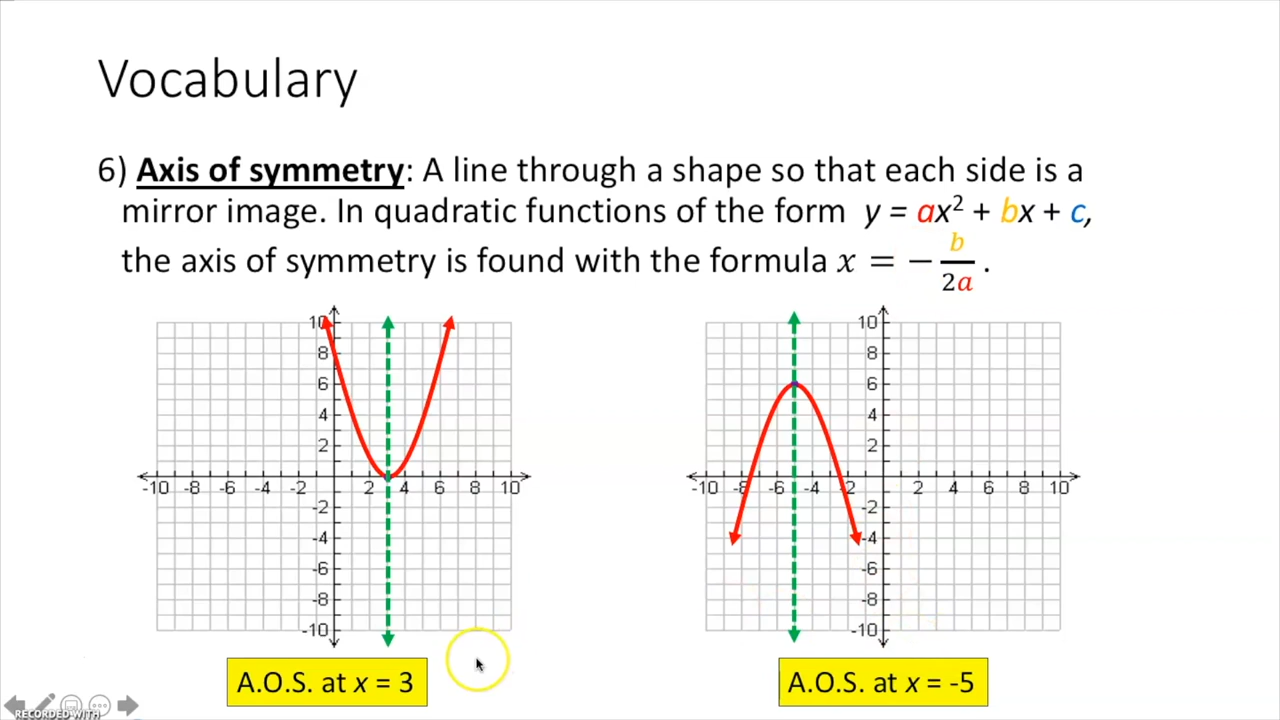 Vocabulary
6) Axis of symmetry: A line through a shape so that each side is a
mirror image. In quadratic functions of the form y = ax² + bx + c,
the axis of symmetry is found with the formula x = − b/2a .
10
8
6
4
2
-10 -8 -6 -4 -2 2 4 6 8 10
-2
-4
-6
-8
-10
10
8
6
4
2
-10 -8 -6 -4 -2 2 4 6 8 10
-2
-4
-6
-8
-10
A.O.S. at x = 3
A.O.S. at x = -5
RECORDED WITH